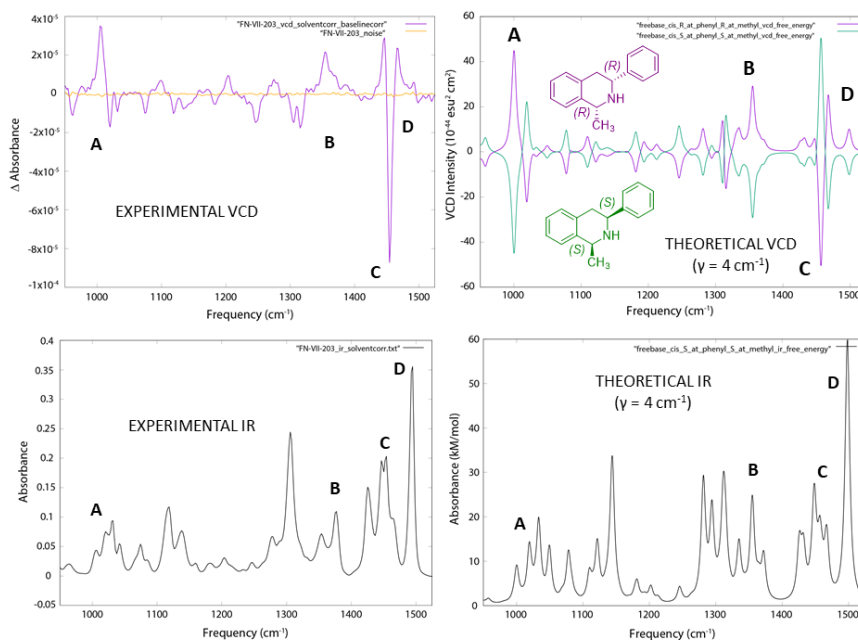 "FN-VII-203_vcd_solventcorr_baselinecorr"
"FN-VII-203_noise"
4x10⁻⁵
2x10⁻⁵
0
-2x10⁻⁵
-4x10⁻⁵
-6x10⁻⁵
-8x10⁻⁵
-1x10⁻⁴
Δ Absorbance
A
B
C
D
EXPERIMENTAL VCD
1000 1100 1200 1300 1400 1500
Frequency (cm⁻¹)
"freebase_cis_R_at_phenyl_R_at_methyl_vcd_free_energy"
"freebase_cis_S_at_phenyl_S_at_methyl_vcd_free_energy"
60
40
20
0
-20
-40
-60
VCD Intensity (10⁻⁴⁴ esu² cm²)
A
B
C
D
(R)
NH
(R)
CH₃
(S)
NH
(S)
CH₃
THEORETICAL VCD
(γ = 4 cm⁻¹)
1000 1100 1200 1300 1400 1500
Frequency (cm⁻¹)
"FN-VII-203_ir_solventcorr.txt"
0.4
0.35
0.3
0.25
0.2
0.15
0.1
0.05
0
-0.05
Absorbance
EXPERIMENTAL IR
A
B
C
D
1000 1100 1200 1300 1400 1500
Frequency (cm⁻¹)
"freebase_cis_S_at_phenyl_S_at_methyl_ir_free_energy"
60
50
40
30
20
10
0
Absorbance (kM/mol)
THEORETICAL IR
(γ = 4 cm⁻¹)
A
B
C
D
1000 1100 1200 1300 1400 1500
Frequency (cm⁻¹)